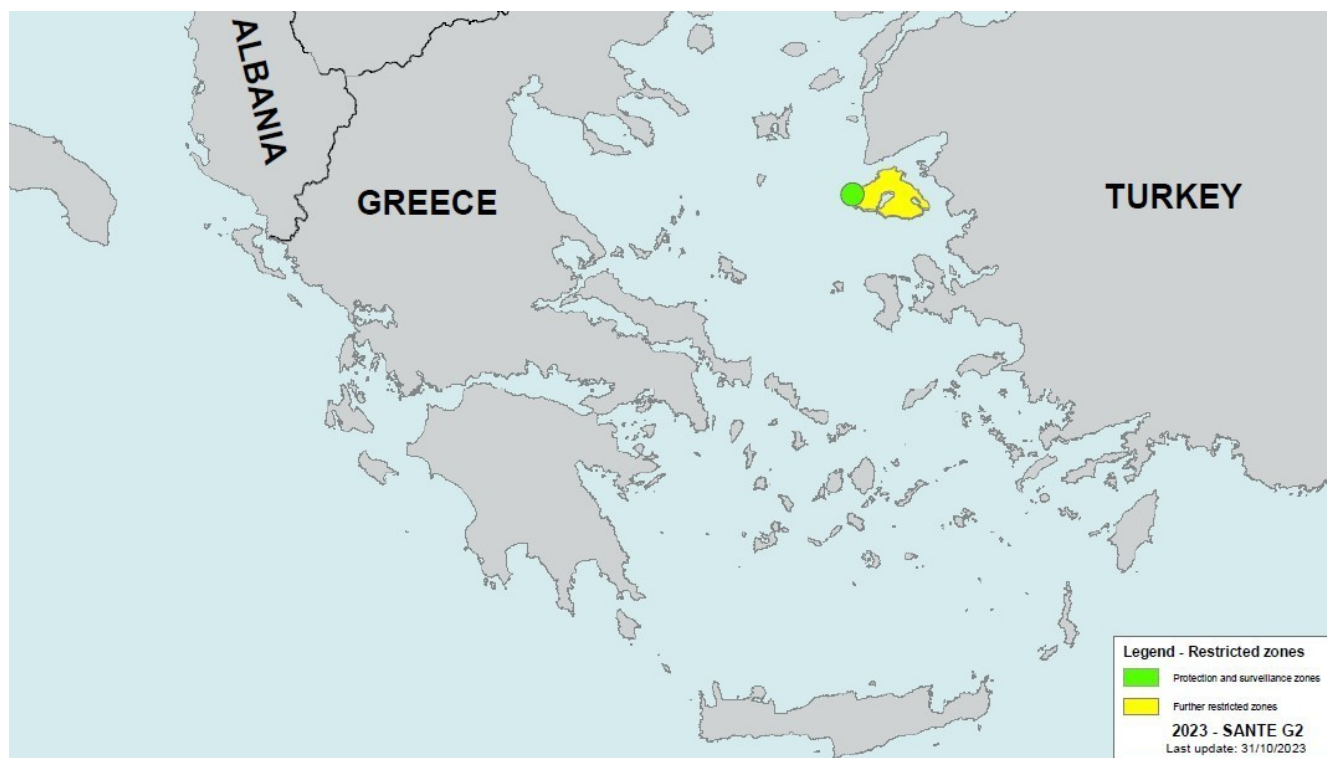 ALBANIA
GREECE
TURKEY
Legend - Restricted zones
Protection and surveillance zones
Further restricted zones
2023 - SANTE G2
Last update: 31/10/2023